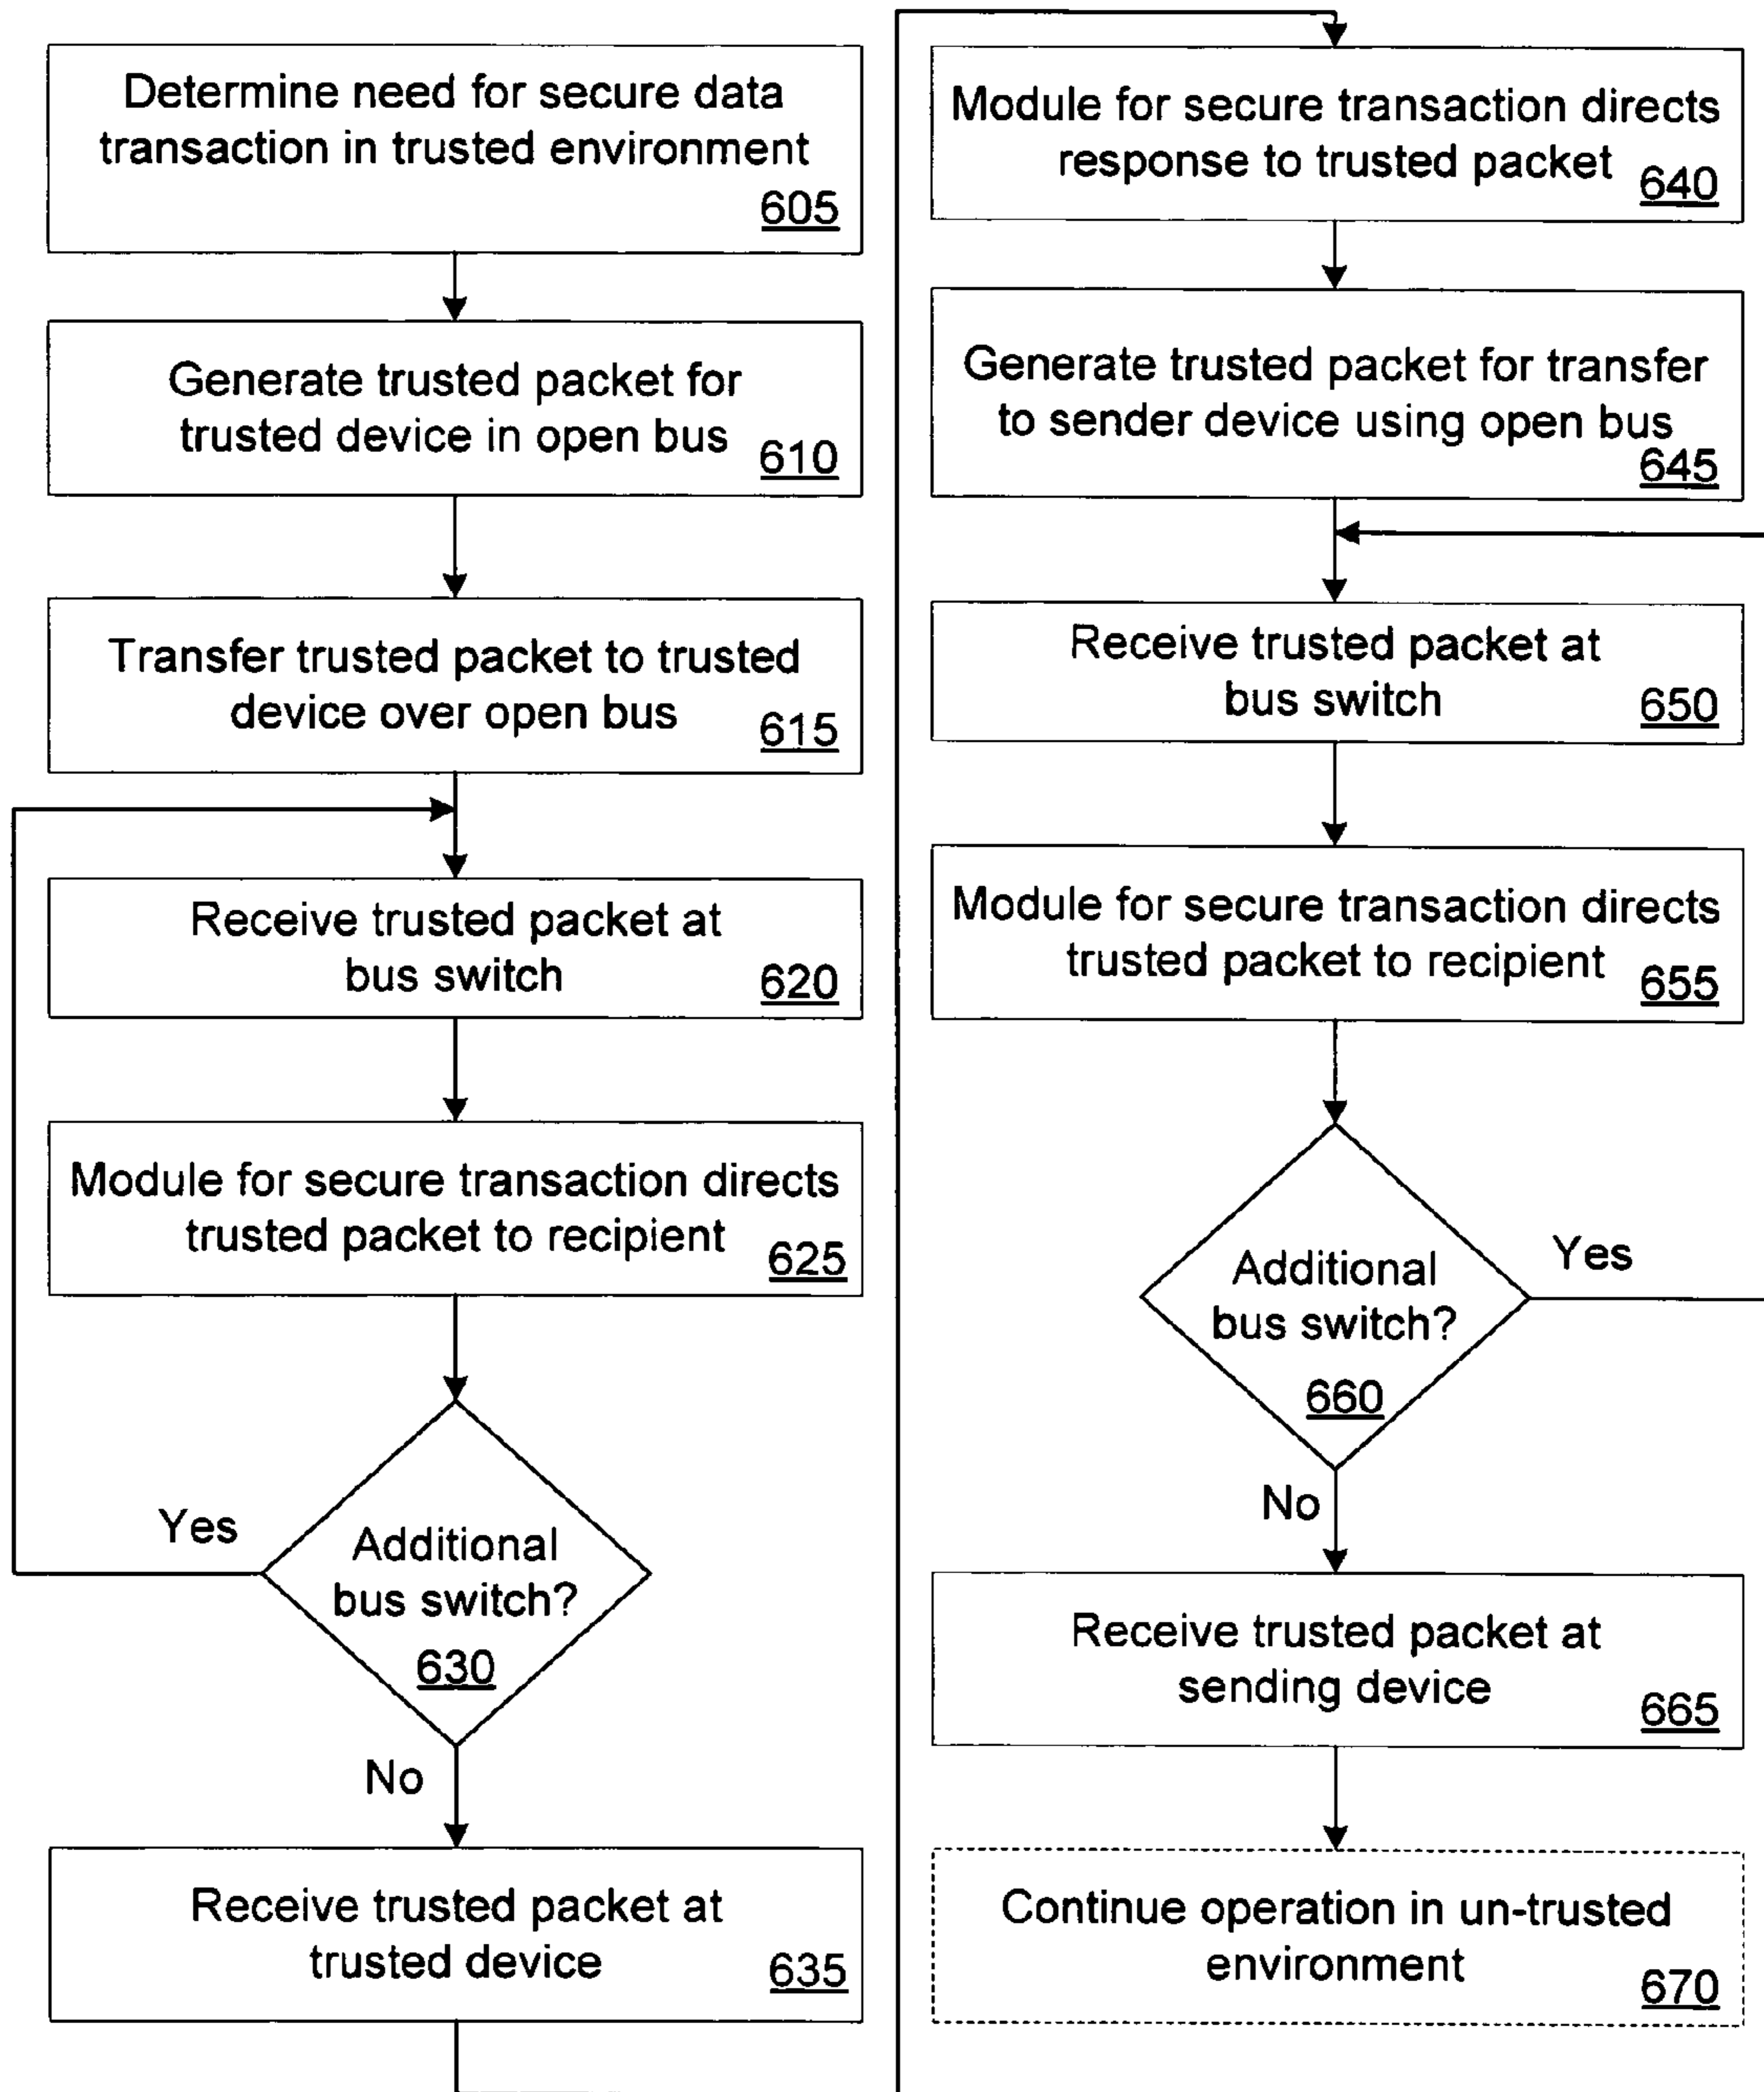 Determine need for secure data
transaction in trusted environment
605
Generate trusted packet for
trusted device in open bus
610
Transfer trusted packet to trusted
device over open bus
615
Receive trusted packet at
bus switch
620
Module for secure transaction directs
trusted packet to recipient
625
Yes
Additional
bus switch?
630
No
Receive trusted packet at
trusted device
635
Module for secure transaction directs
response to trusted packet
640
Generate trusted packet for transfer
to sender device using open bus
645
Receive trusted packet at
bus switch
650
Module for secure transaction directs
trusted packet to recipient
655
Additional
bus switch?
660
Yes
No
Receive trusted packet at
sending device
665
Continue operation in un-trusted
environment
670